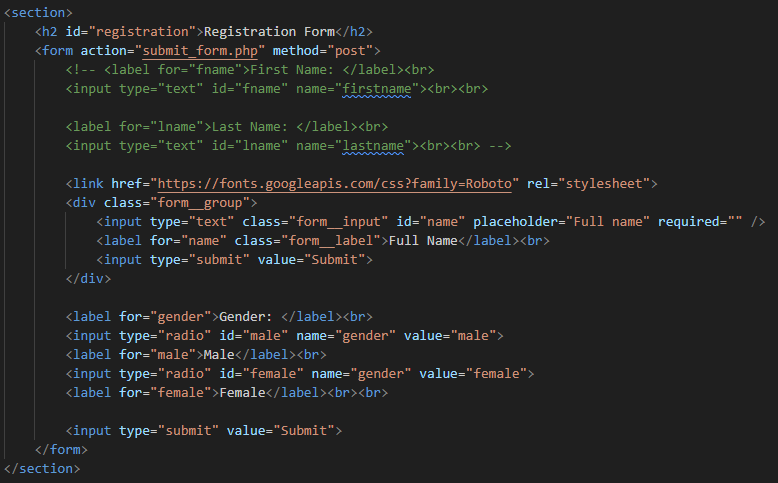 <section>
<h2 id="registration">Registration Form</h2>
<form action="submit_form.php" method="post">
<!-- <label for="fname">First Name: </label><br>
<input type="text" id="fname" name="firstname"><br><br>
<label for="lname">Last Name: </label><br>
<input type="text" id="lname" name="lastname"><br><br> -->
<link href="https://fonts.googleapis.com/css?family=Roboto" rel="stylesheet">
<div class="form__group">
<input type="text" class="form__input" id="name" placeholder="Full name" required="" />
<label for="name" class="form__label">Full Name</label><br>
<input type="submit" value="Submit">
</div>
<label for="gender">Gender: </label><br>
<input type="radio" id="male" name="gender" value="male">
<label for="male">Male</label><br>
<input type="radio" id="female" name="gender" value="female">
<label for="female">Female</label><br><br>
<input type="submit" value="Submit">
</form>
</section>